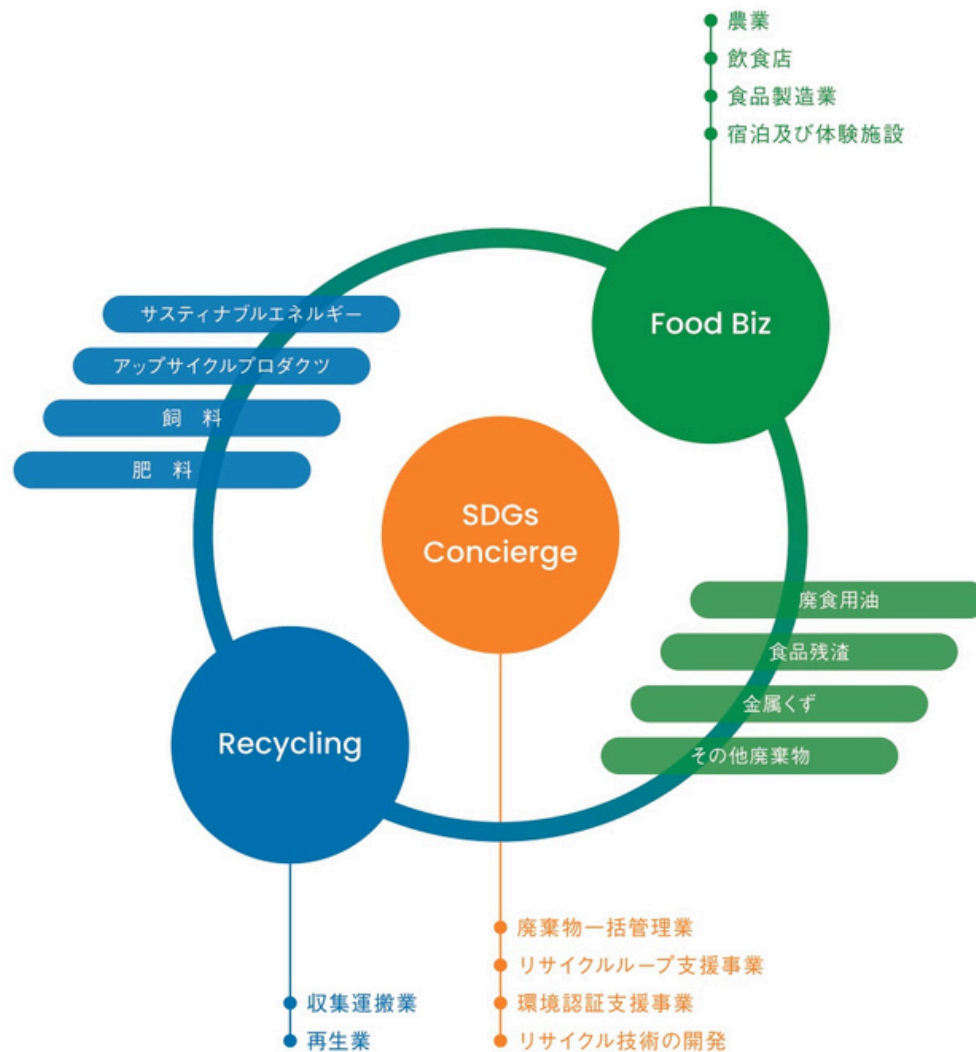 農業
飲食店
食品製造業
宿泊及び体験施設
Food Biz
サスティナブルエネルギー
アップサイクルプロダクツ
飼　料
肥　料
SDGs
Concierge
廃食用油
食品残渣
金属くず
その他廃棄物
Recycling
廃棄物一括管理業
リサイクルループ支援事業
環境認証支援事業
リサイクル技術の開発
収集運搬業
再生業